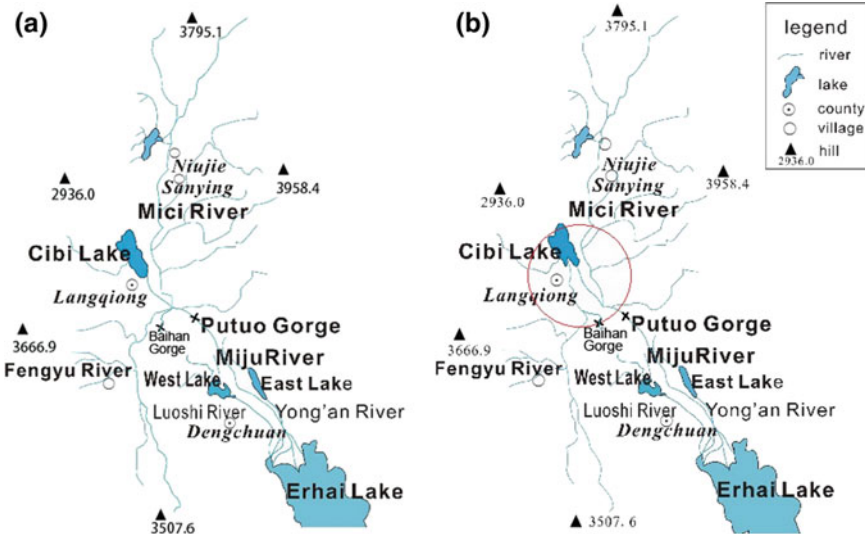 (a)
3795.1
Niujie
Sanying
2936.0
3958.4
Mici River
Cibi Lake
Langqiong
Putuo Gorge
Baihan
Gorge
3666.9
MijuRiver
Fengyu River
West Lake
East Lake
Luoshi River
Yong'an River
Dengchuan
Erhai Lake
3507.6
(b)
3795.1
Niujie
Sanying
3958.4
2936.0
Mici River
Cibi Lake
Langqiong
Putuo Gorge
Baihan
Gorge
3666.9
MijuRiver
Fengyu River
West Lake
East Lake
Luoshi River
Yong'an River
Dengchuan
Erhai Lake
3507. 6
legend
river
lake
county
village
hill
2936.0